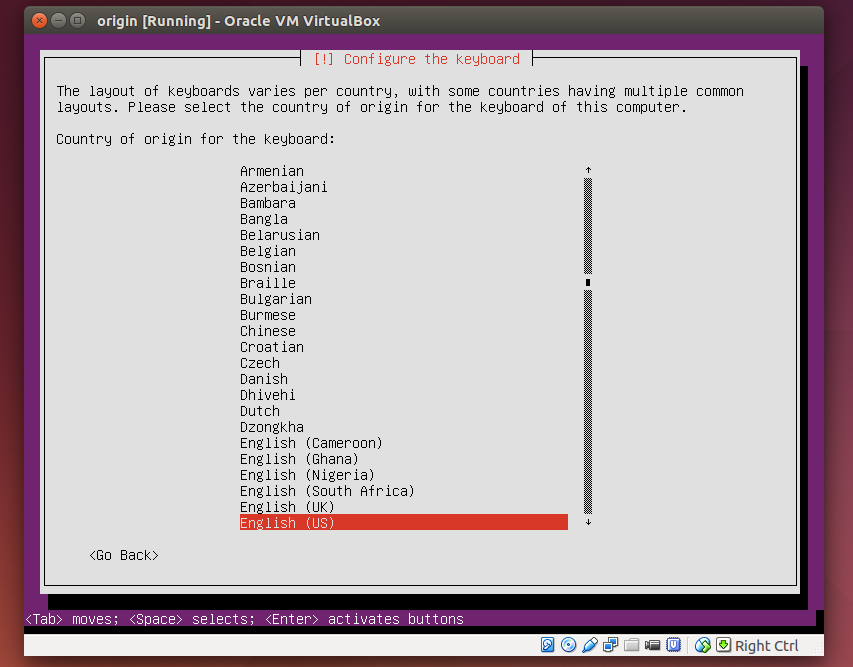 origin [Running] - Oracle VM VirtualBox
[!] Configure the keyboard
The layout of keyboards varies per country, with some countries having multiple common
layouts. Please select the country of origin for the keyboard of this computer.
Country of origin for the keyboard:
Armenian
Azerbaijani
Bambara
Bangla
Belarusian
Belgian
Bosnian
Braille
Bulgarian
Burmese
Chinese
Croatian
Czech
Danish
Dhivehi
Dutch
Dzongkha
English (Cameroon)
English (Ghana)
English (Nigeria)
English (South Africa)
English (UK)
English (US)
<Go Back>
<Tab> moves; <Space> selects; <Enter> activates buttons
Right Ctrl